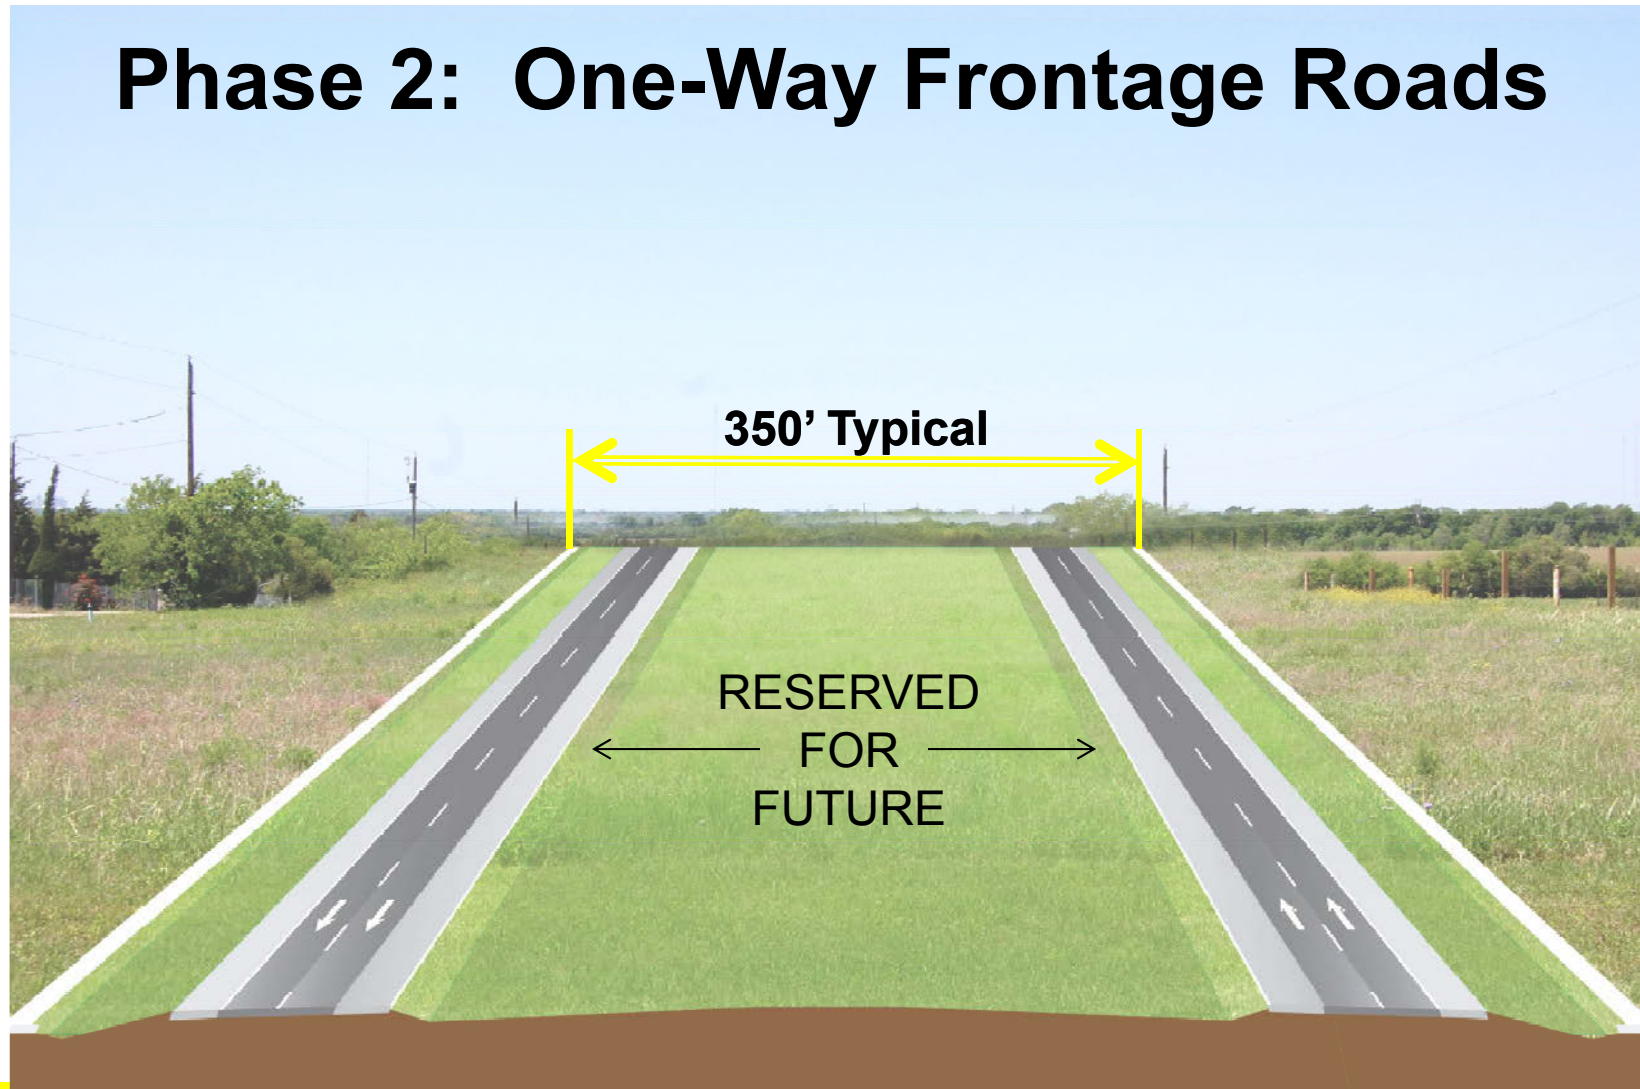 Phase 2: One-Way Frontage Roads
350’ Typical
RESERVED
FOR
FUTURE